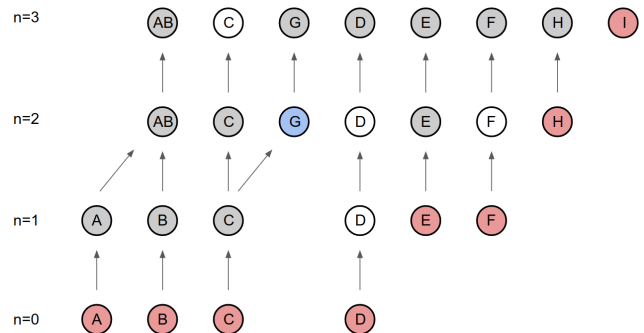 n=3 AB C G D E F H I
n=2 AB C G D E F H
n=1 A B C D E F
n=0 A B C D